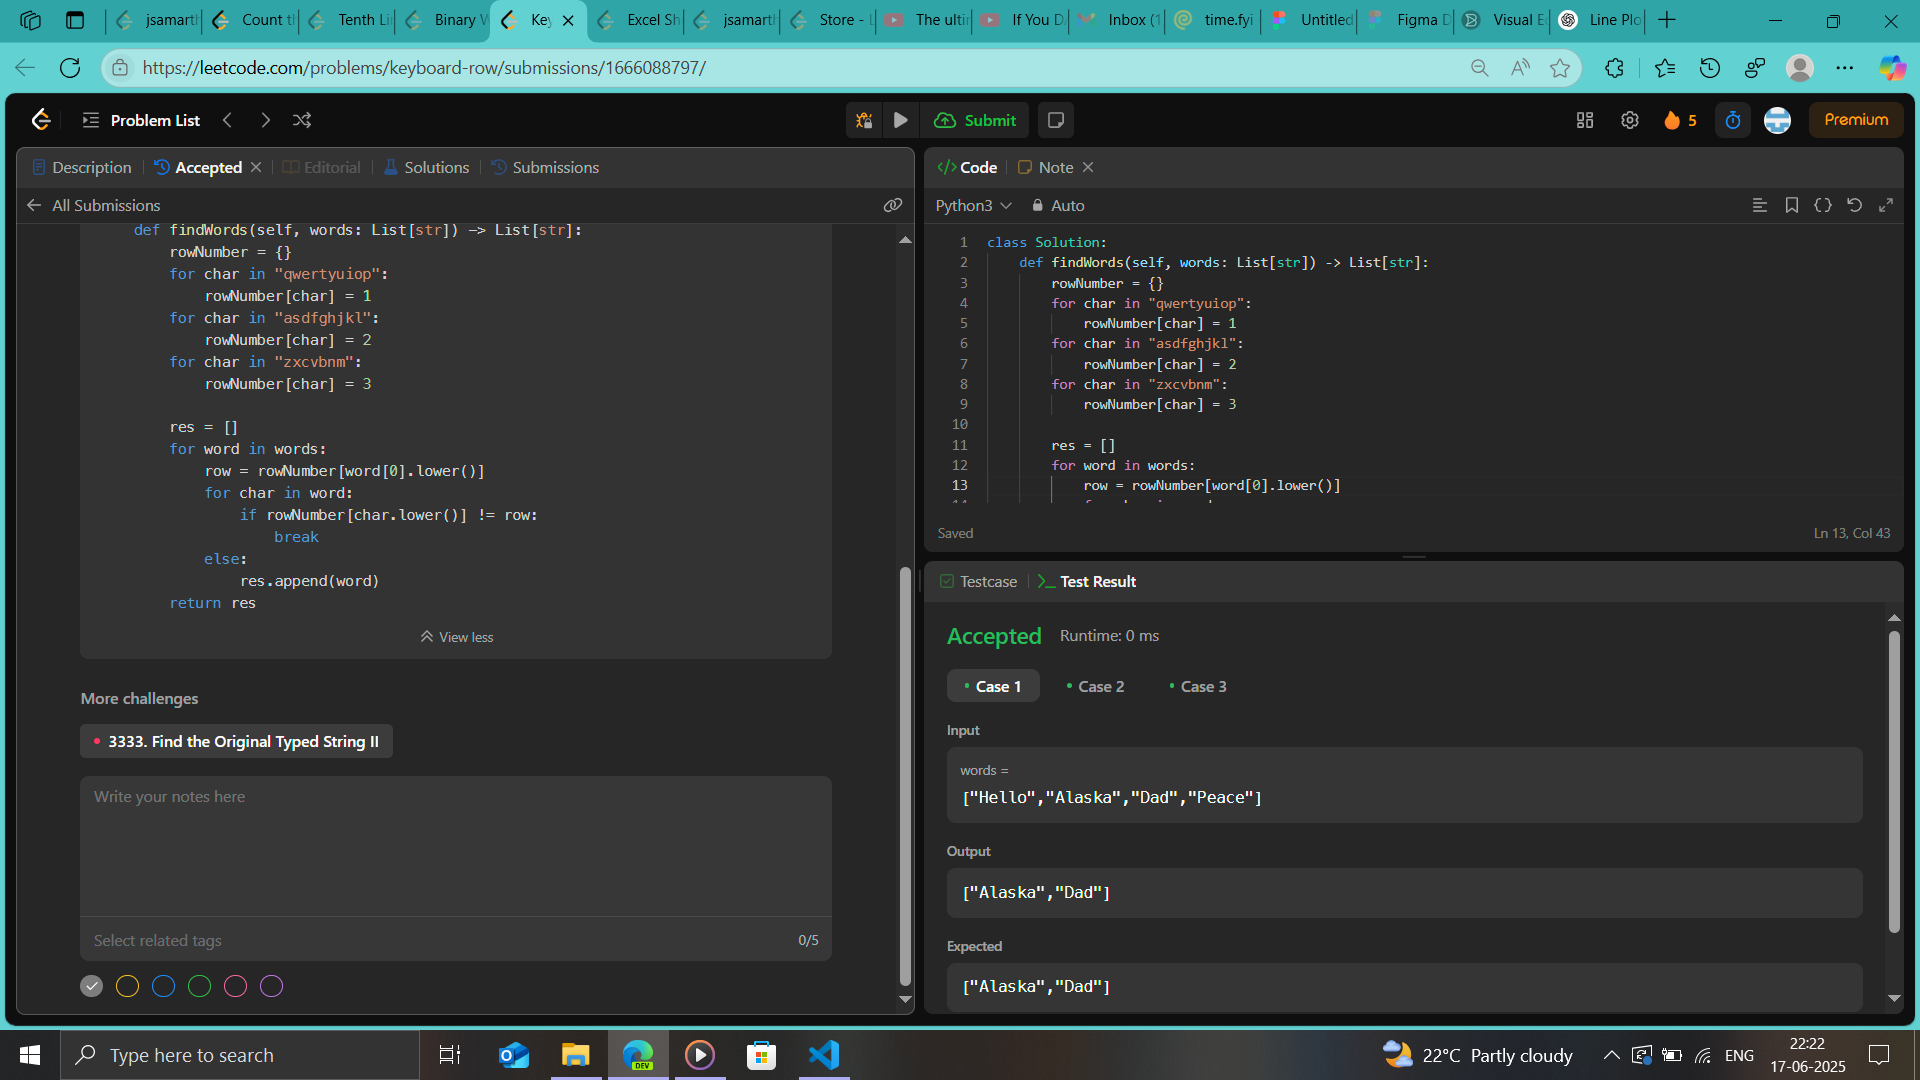 jsamarth
Count th
Tenth Li
Binary W
Key
Excel Sh
jsamarth
Store - L
The ultim
If You D
Inbox (1
time.fyi
Untitled
Figma D
Visual E
Line Plo
https://leetcode.com/problems/keyboard-row/submissions/1666088797/
Problem List
Submit
5
Premium
Description
Accepted
Editorial
Solutions
Submissions
All Submissions
def findWords(self, words: List[str]) -> List[str]:
rowNumber = {}
for char in "qwertyuiop":
rowNumber[char] = 1
for char in "asdfghjkl":
rowNumber[char] = 2
for char in "zxcvbnm":
rowNumber[char] = 3
res = []
for word in words:
row = rowNumber[word[0].lower()]
for char in word:
if rowNumber[char.lower()] != row:
break
else:
res.append(word)
return res
View less
More challenges
3333. Find the Original Typed String II
Write your notes here
Select related tags
0/5
Code
Note
Python3
Auto
1 class Solution:
2 def findWords(self, words: List[str]) -> List[str]:
3 rowNumber = {}
4 for char in "qwertyuiop":
5 rowNumber[char] = 1
6 for char in "asdfghjkl":
7 rowNumber[char] = 2
8 for char in "zxcvbnm":
9 rowNumber[char] = 3
10
11 res = []
12 for word in words:
13 row = rowNumber[word[0].lower()]
Saved
Ln 13, Col 43
Testcase
Test Result
Accepted
Runtime: 0 ms
Case 1
Case 2
Case 3
Input
words =
["Hello","Alaska","Dad","Peace"]
Output
["Alaska","Dad"]
Expected
["Alaska","Dad"]
Type here to search
DEV
22°C Partly cloudy
ENG
22:22
17-06-2025